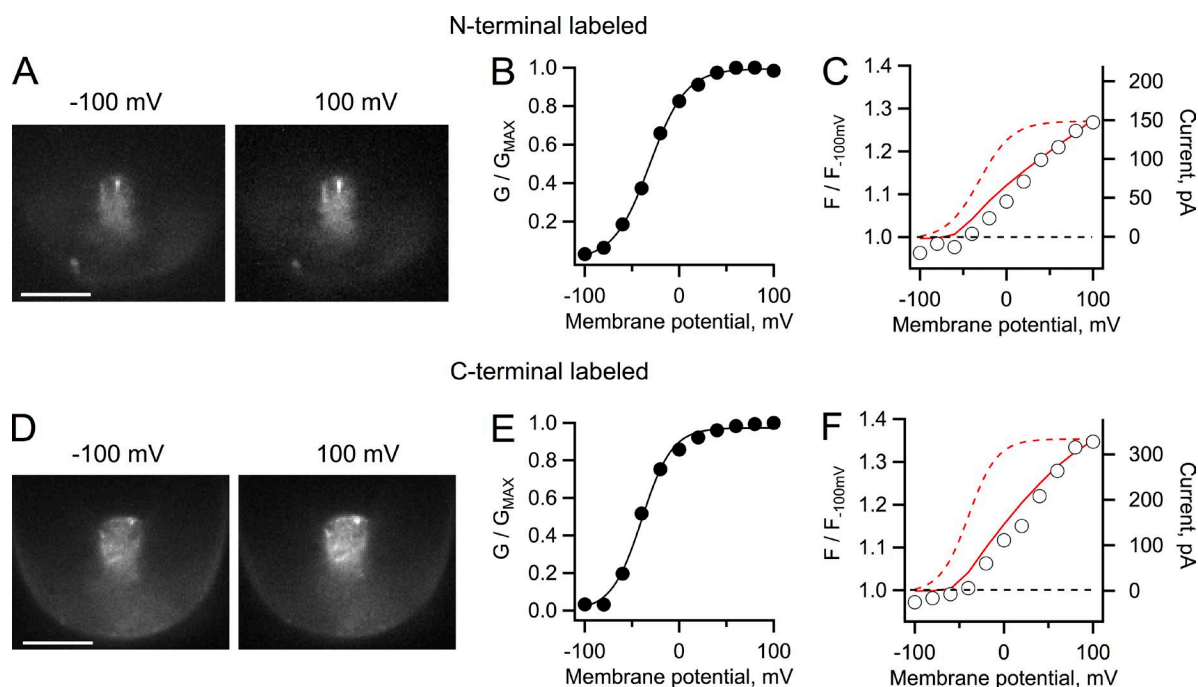 N-terminal labeled
A
-100 mV
100 mV
B
G / GMAX
1.0
0.8
0.6
0.4
0.2
-100
0
100
Membrane potential, mV
C
F / F-100mV
1.4
1.3
1.2
1.1
1.0
200
150
100
50
0
Current, pA
-100
0
100
Membrane potential, mV
C-terminal labeled
D
-100 mV
100 mV
E
G / GMAX
1.0
0.8
0.6
0.4
0.2
0.0
-100
0
100
Membrane potential, mV
F
F / F-100mV
1.4
1.3
1.2
1.1
1.0
300
200
100
0
Current, pA
-100
0
100
Membrane potential, mV